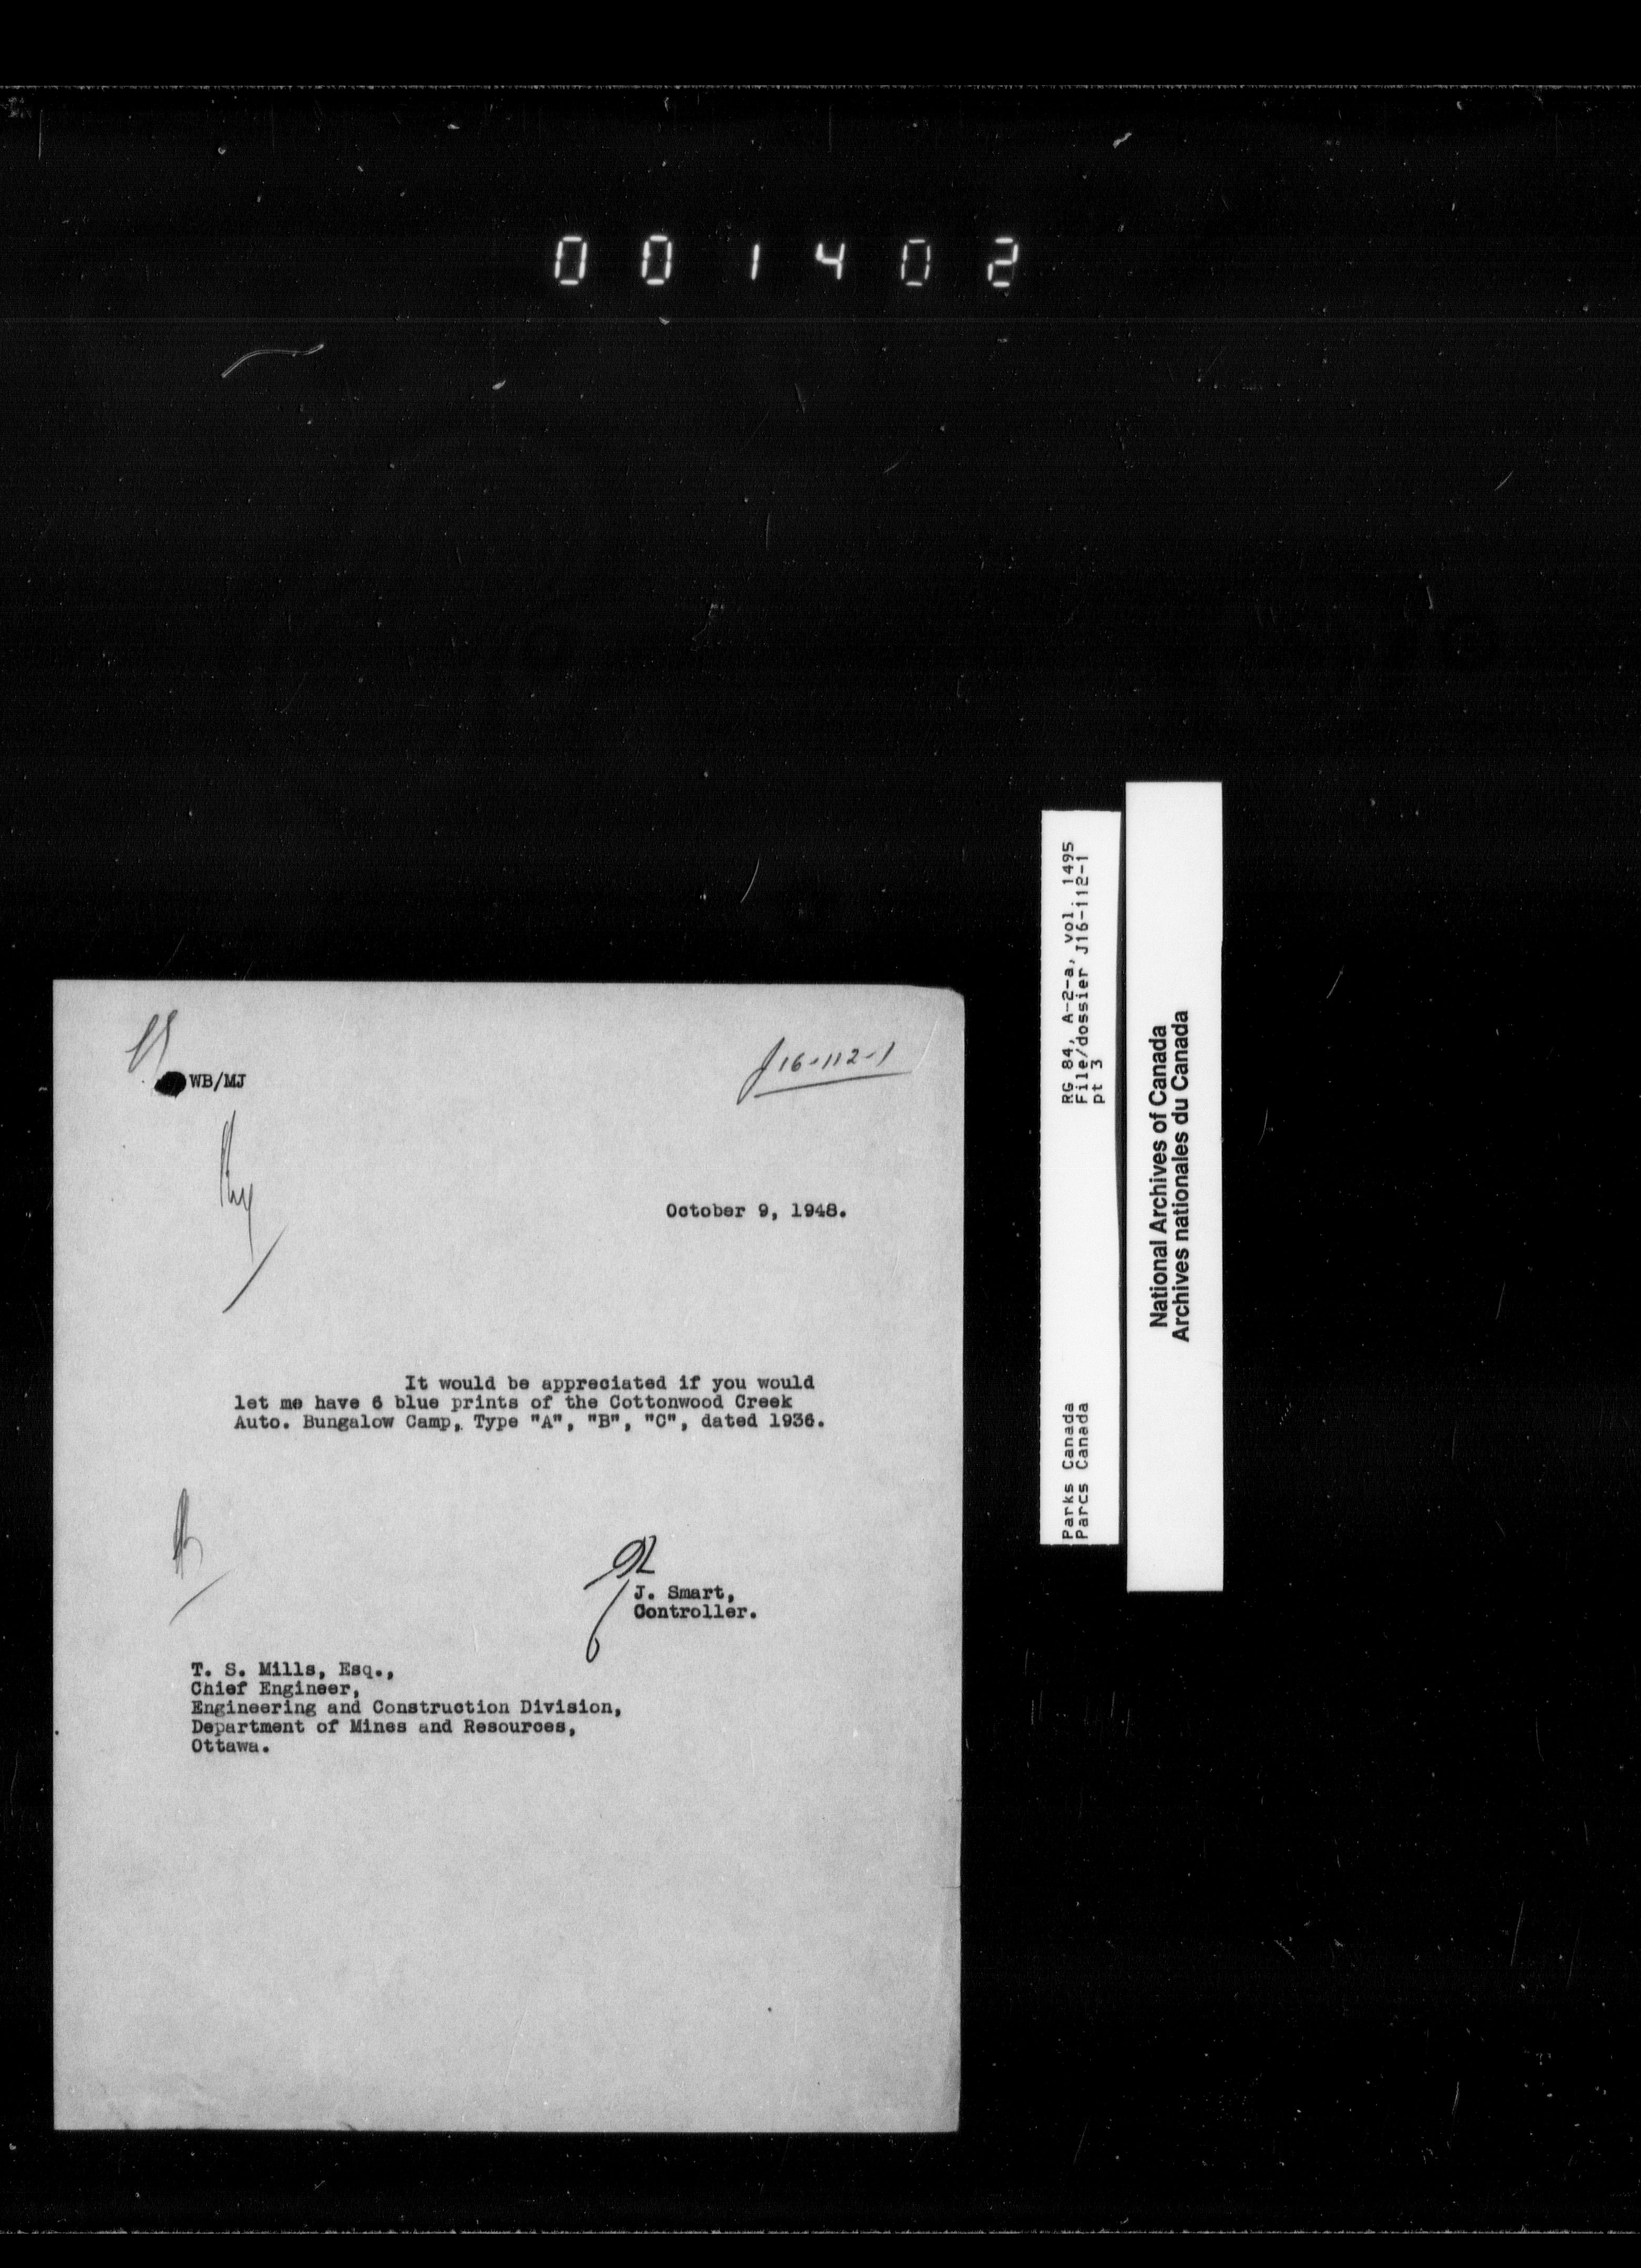 001402
J16-112-1
WB/MJ
October 9, 1948.
It would be appreciated if you would
let me have 6 blue prints of the Cottonwood Creek
Auto. Bungalow Camp, Type "A", "B", "C", dated 1936.
J. Smart,
Controller.
T. S. Mills, Esq.,
Chief Engineer,
Engineering and Construction Division,
Department of Mines and Resources,
Ottawa.
Parks Canada RG 84, A-2-a, vol. 1495
Parcs Canada File/dossier J16-112-1
pt 3
National Archives of Canada
Archives nationales du Canada